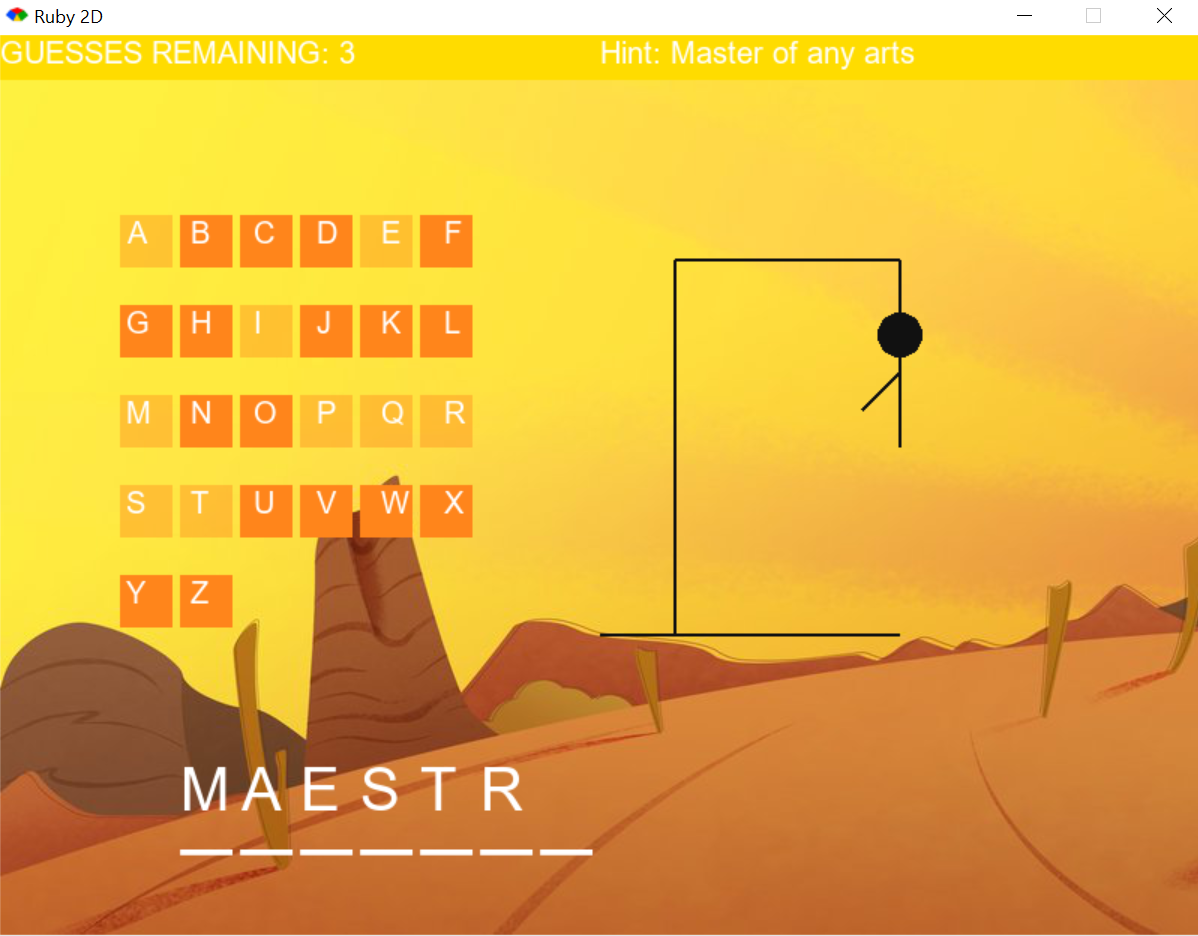 Ruby 2D
GUESSES REMAINING: 3 Hint: Master of any arts
A B C D E F
G H I J K L
M N O P Q R
S T U V W X
Y Z
M A E S T R _